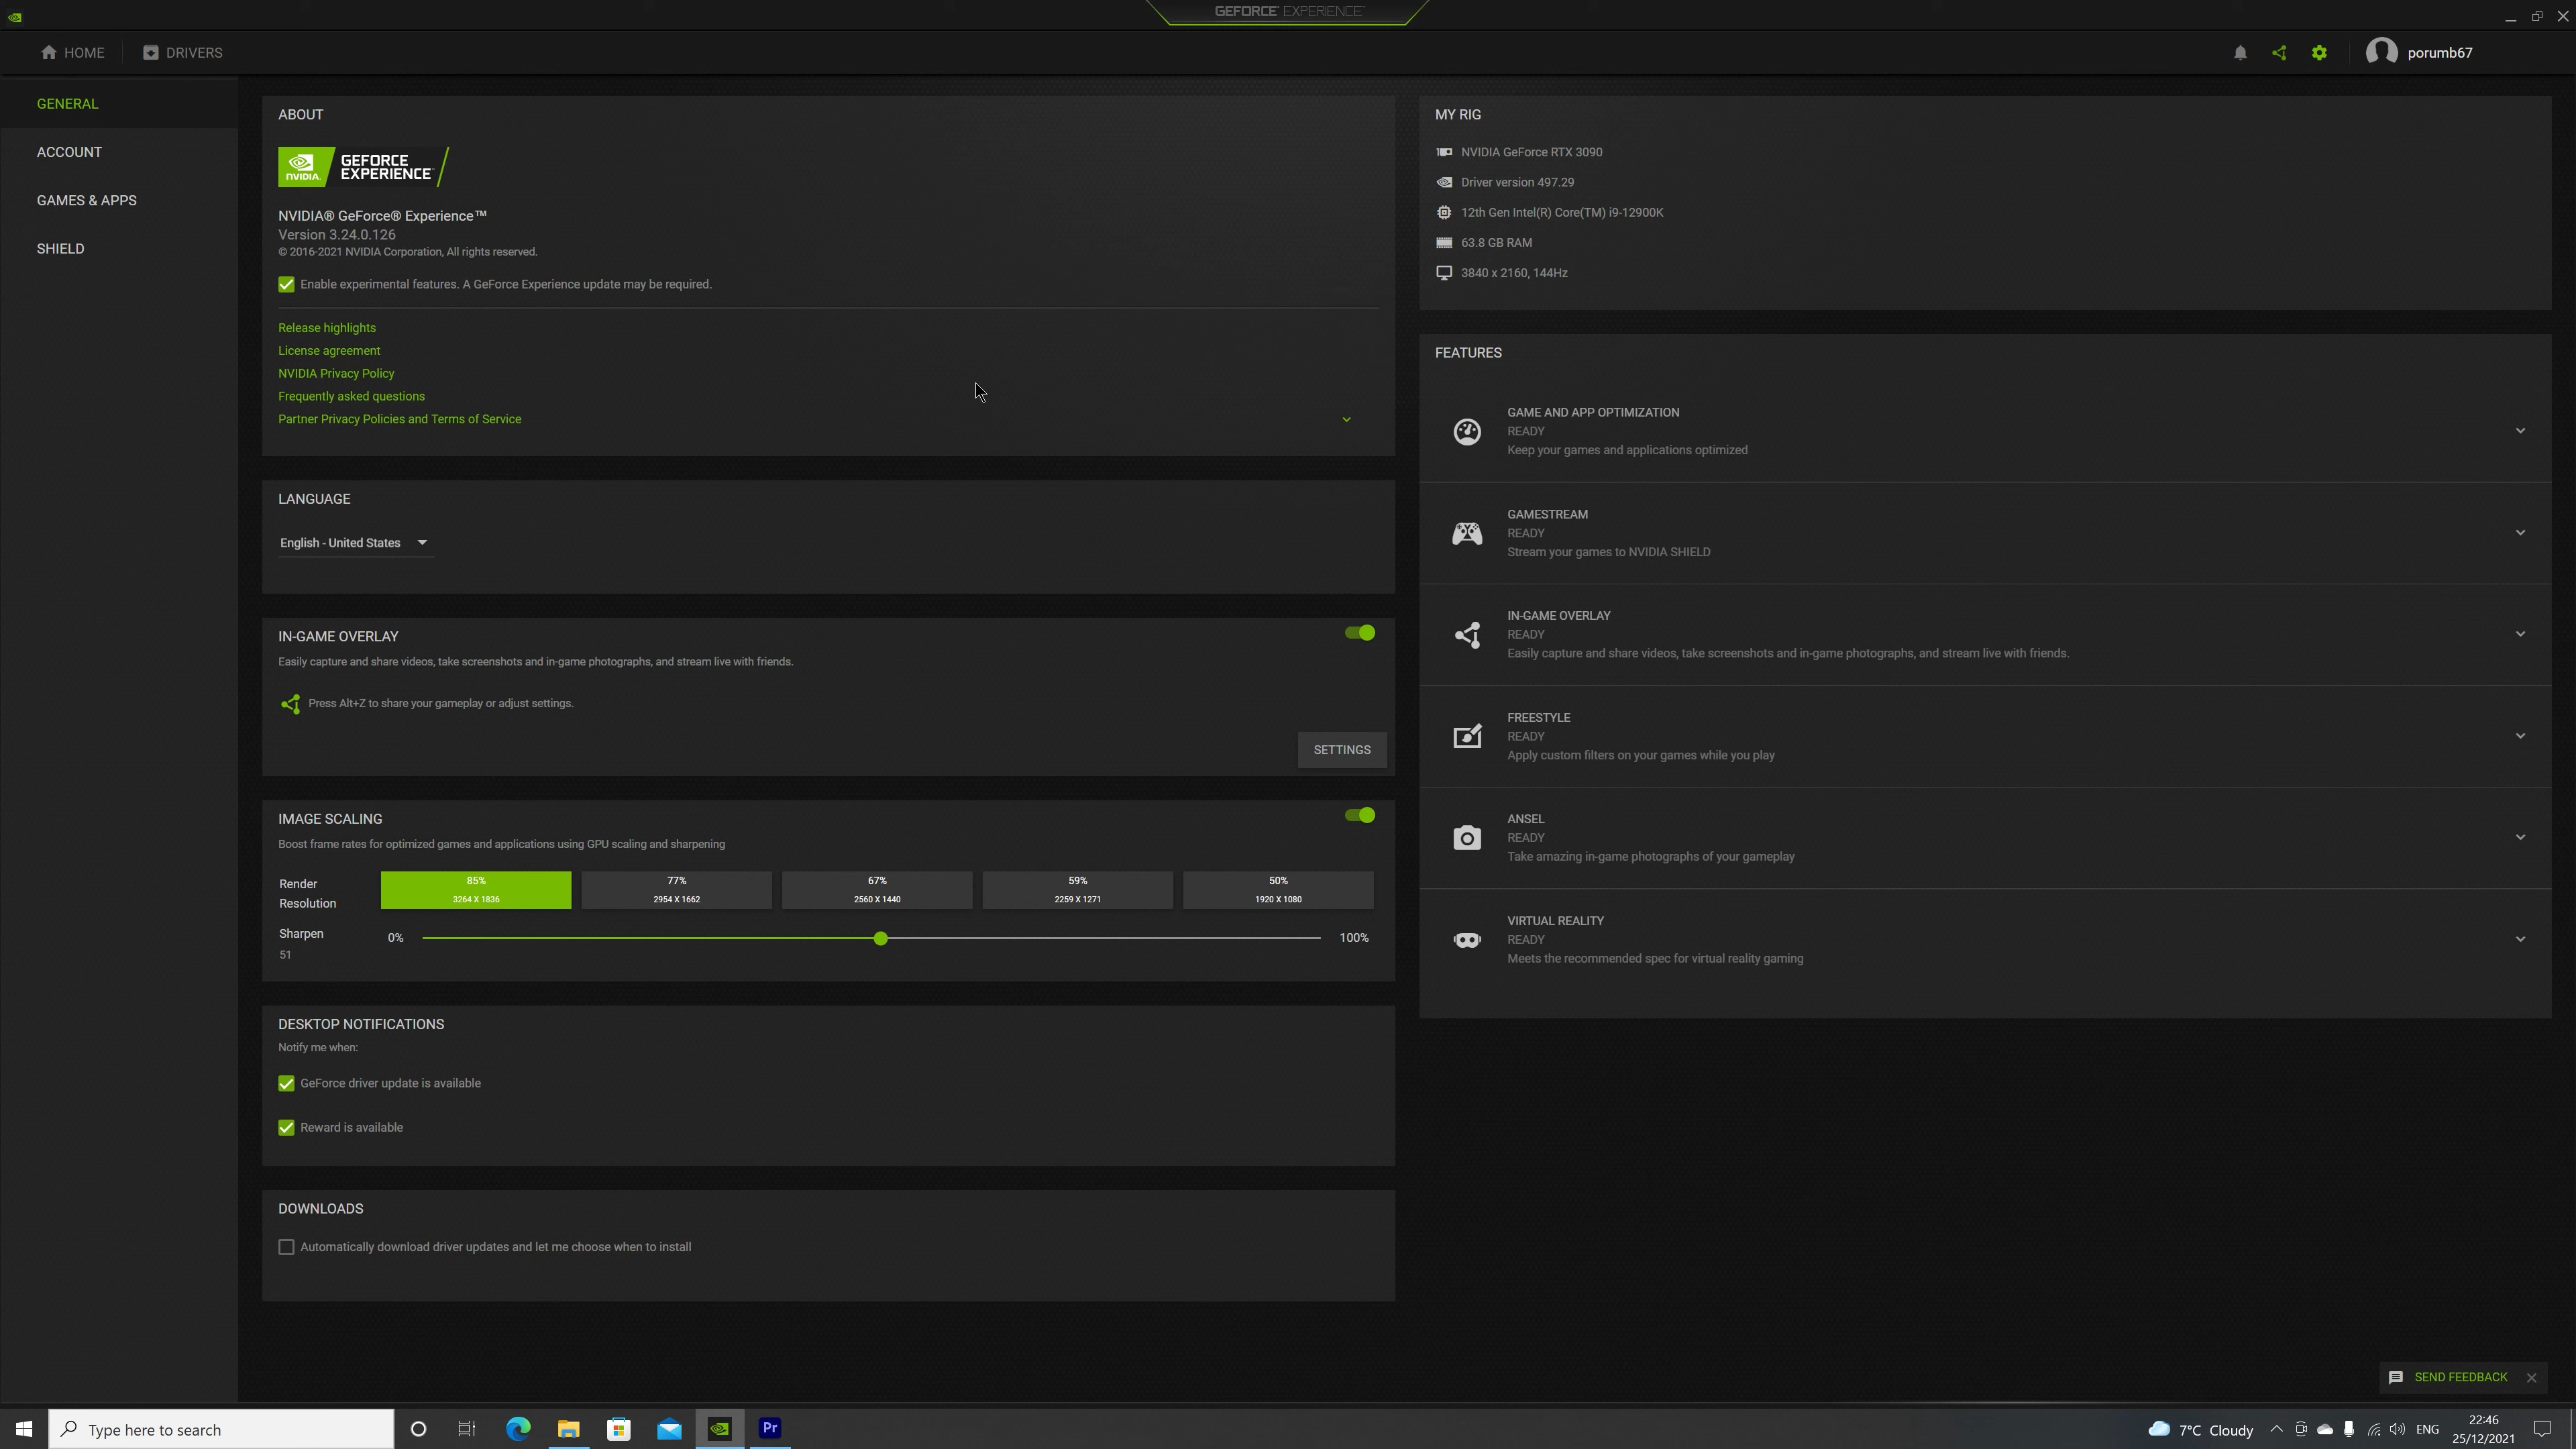 GEFORCE EXPERIENCE
HOME
DRIVERS
porumb67
GENERAL
ACCOUNT
GAMES & APPS
SHIELD
ABOUT
NVIDIA.
GEFORCE
EXPERIENCE
NVIDIA® GeForce® Experience™
Version 3.24.0.126
© 2016-2021 NVIDIA Corporation, All rights reserved.
Enable experimental features. A GeForce Experience update may be required.
Release highlights
License agreement
NVIDIA Privacy Policy
Frequently asked questions
Partner Privacy Policies and Terms of Service
LANGUAGE
English - United States
IN-GAME OVERLAY
Easily capture and share videos, take screenshots and in-game photographs, and stream live with friends.
Press Alt+Z to share your gameplay or adjust settings.
SETTINGS
IMAGE SCALING
Boost frame rates for optimized games and applications using GPU scaling and sharpening
Render
Resolution
85%
3264 X 1836
77%
2954 X 1662
67%
2560 X 1440
59%
2259 X 1271
50%
1920 X 1080
Sharpen
51
0%
100%
DESKTOP NOTIFICATIONS
Notify me when:
GeForce driver update is available
Reward is available
DOWNLOADS
Automatically download driver updates and let me choose when to install
MY RIG
NVIDIA GeForce RTX 3090
Driver version 497.29
12th Gen Intel(R) Core(TM) i9-12900K
63.8 GB RAM
3840 x 2160, 144Hz
FEATURES
GAME AND APP OPTIMIZATION
READY
Keep your games and applications optimized
GAMESTREAM
READY
Stream your games to NVIDIA SHIELD
IN-GAME OVERLAY
READY
Easily capture and share videos, take screenshots and in-game photographs, and stream live with friends.
FREESTYLE
READY
Apply custom filters on your games while you play
ANSEL
READY
Take amazing in-game photographs of your gameplay
VIRTUAL REALITY
READY
Meets the recommended spec for virtual reality gaming
SEND FEEDBACK
Type here to search
Pr
7°C Cloudy
ENG
22:46
25/12/2021